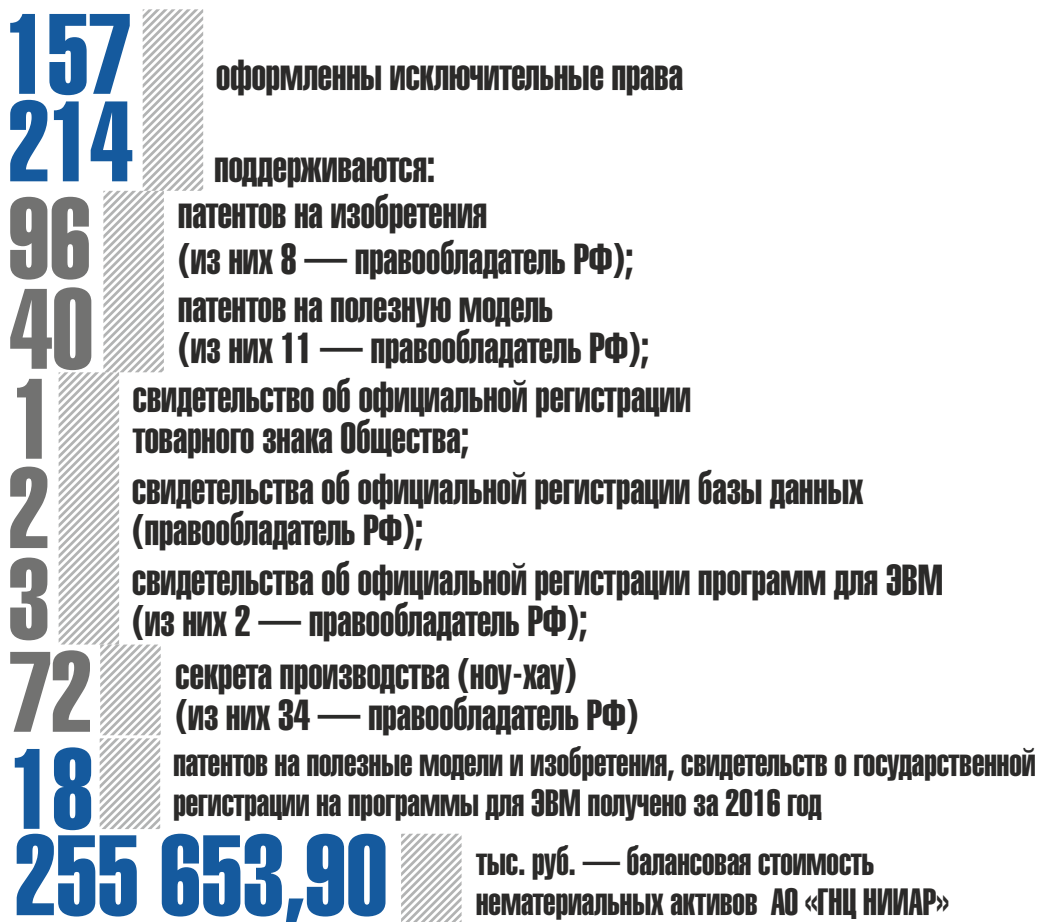 157
оформленны исключительные права
214
поддерживаются:
96
патентов на изобретения
(из них 8 — правообладатель РФ);
40
патентов на полезную модель
(из них 11 — правообладатель РФ);
1
свидетельство об официальной регистрации
товарного знака Общества;
2
свидетельства об официальной регистрации базы данных
(правообладатель РФ);
3
свидетельства об официальной регистрации программ для ЭВМ
(из них 2 — правообладатель РФ);
72
секрета производства (ноу-хау)
(из них 34 — правообладатель РФ)
18
патентов на полезные модели и изобретения, свидетельств о государственной
регистрации на программы для ЭВМ получено за 2016 год
255 653,90
тыс. руб. — балансовая стоимость
нематериальных активов АО «ГНЦ НИИАР»